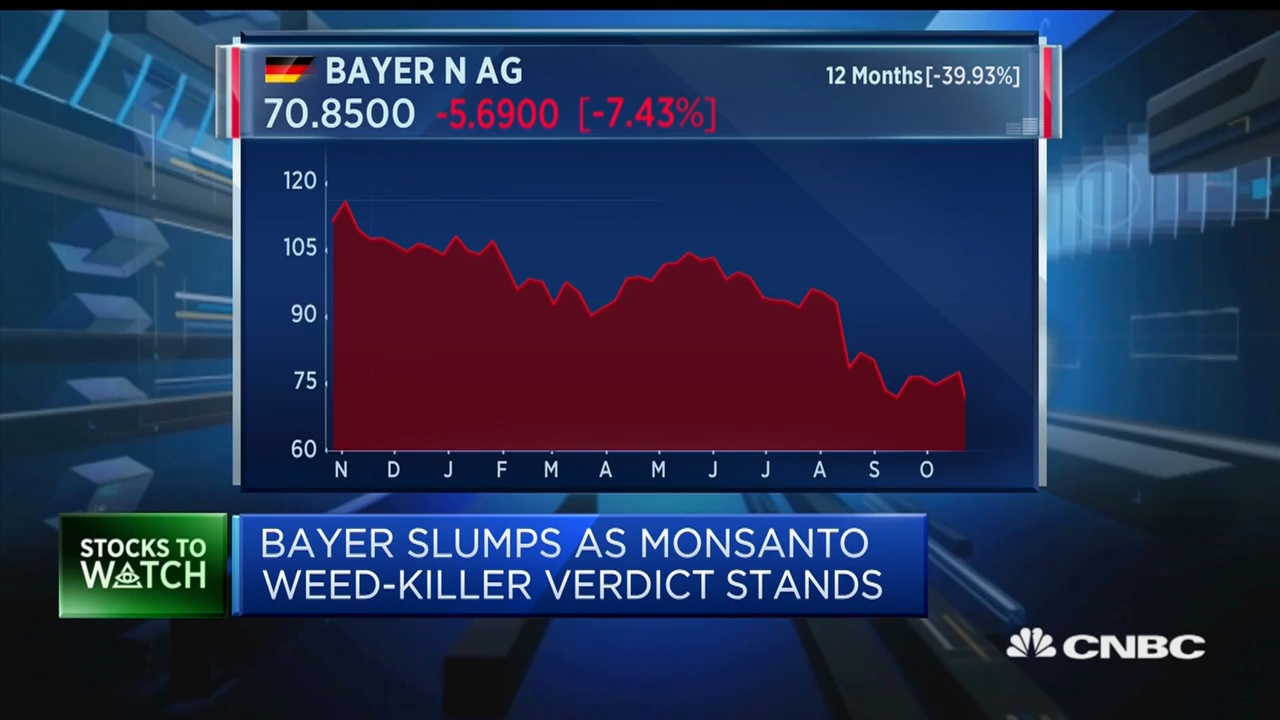 BAYER N AG
12 Months[-39.93%]
70.8500 -5.6900 [-7.43%]
120
105
90
75
60
N D J F M A M J J A S O
STOCKS TO
WATCH
BAYER SLUMPS AS MONSANTO
WEED-KILLER VERDICT STANDS
CNBC